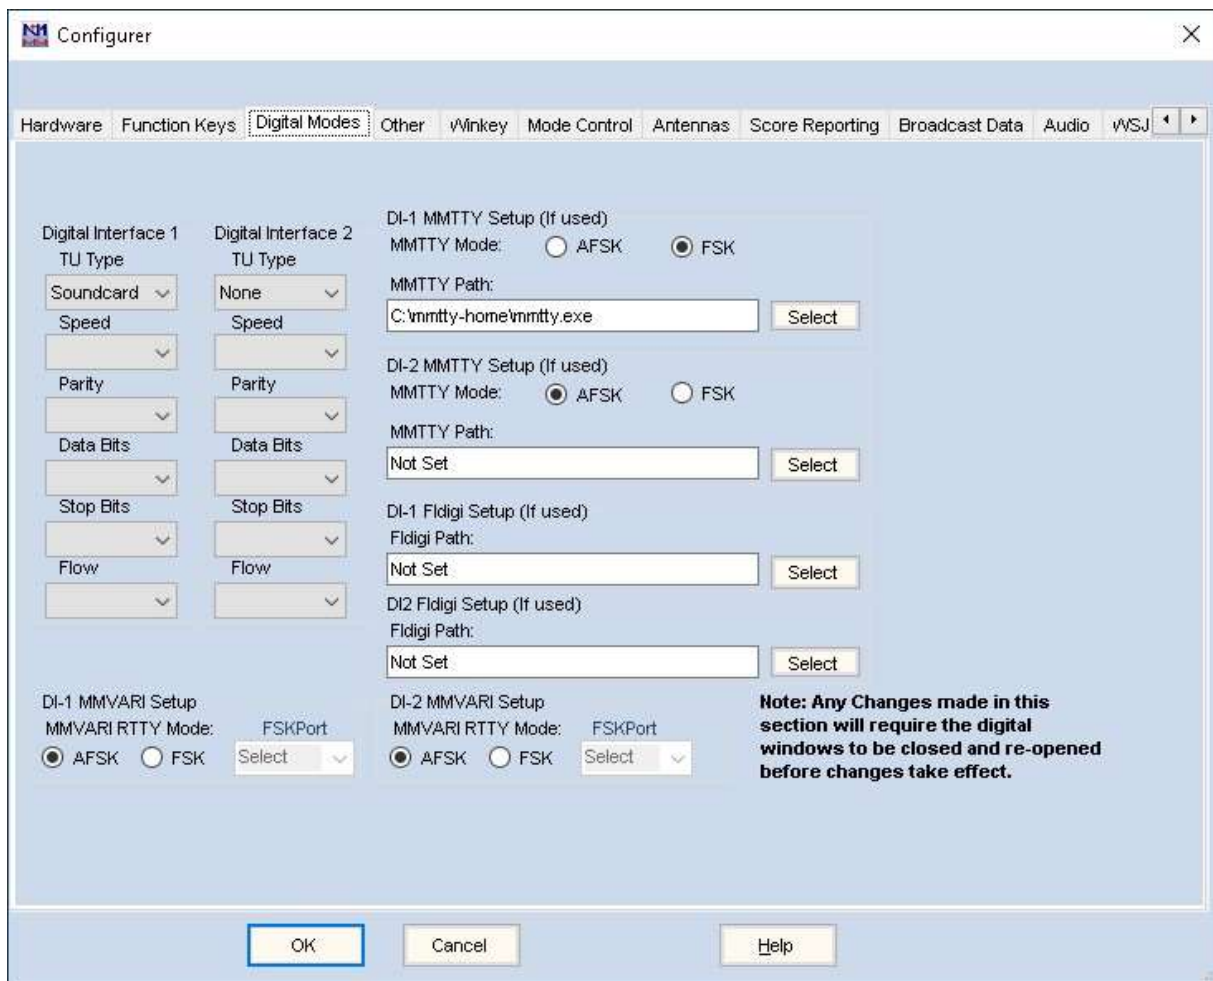 N1M
Configurer
Hardware Function Keys Digital Modes Other Winkey Mode Control Antennas Score Reporting Broadcast Data Audio WSJ
Digital Interface 1
TU Type
Soundcard
Speed
Parity
Data Bits
Stop Bits
Flow
Digital Interface 2
TU Type
None
Speed
Parity
Data Bits
Stop Bits
Flow
DI-1 MMTTY Setup (If used)
MMTTY Mode: AFSK FSK
MMTTY Path:
C:\mmtty-home\mmtty.exe Select
DI-2 MMTTY Setup (If used)
MMTTY Mode: AFSK FSK
MMTTY Path:
Not Set Select
DI-1 Fldigi Setup (If used)
Fldigi Path:
Not Set Select
DI2 Fldigi Setup (If used)
Fldigi Path:
Not Set Select
DI-1 MMVARI Setup
MMVARI RTTY Mode: FSKPort
AFSK FSK Select
DI-2 MMVARI Setup
MMVARI RTTY Mode: FSKPort
AFSK FSK Select
Note: Any Changes made in this
section will require the digital
windows to be closed and re-opened
before changes take effect.
OK Cancel Help